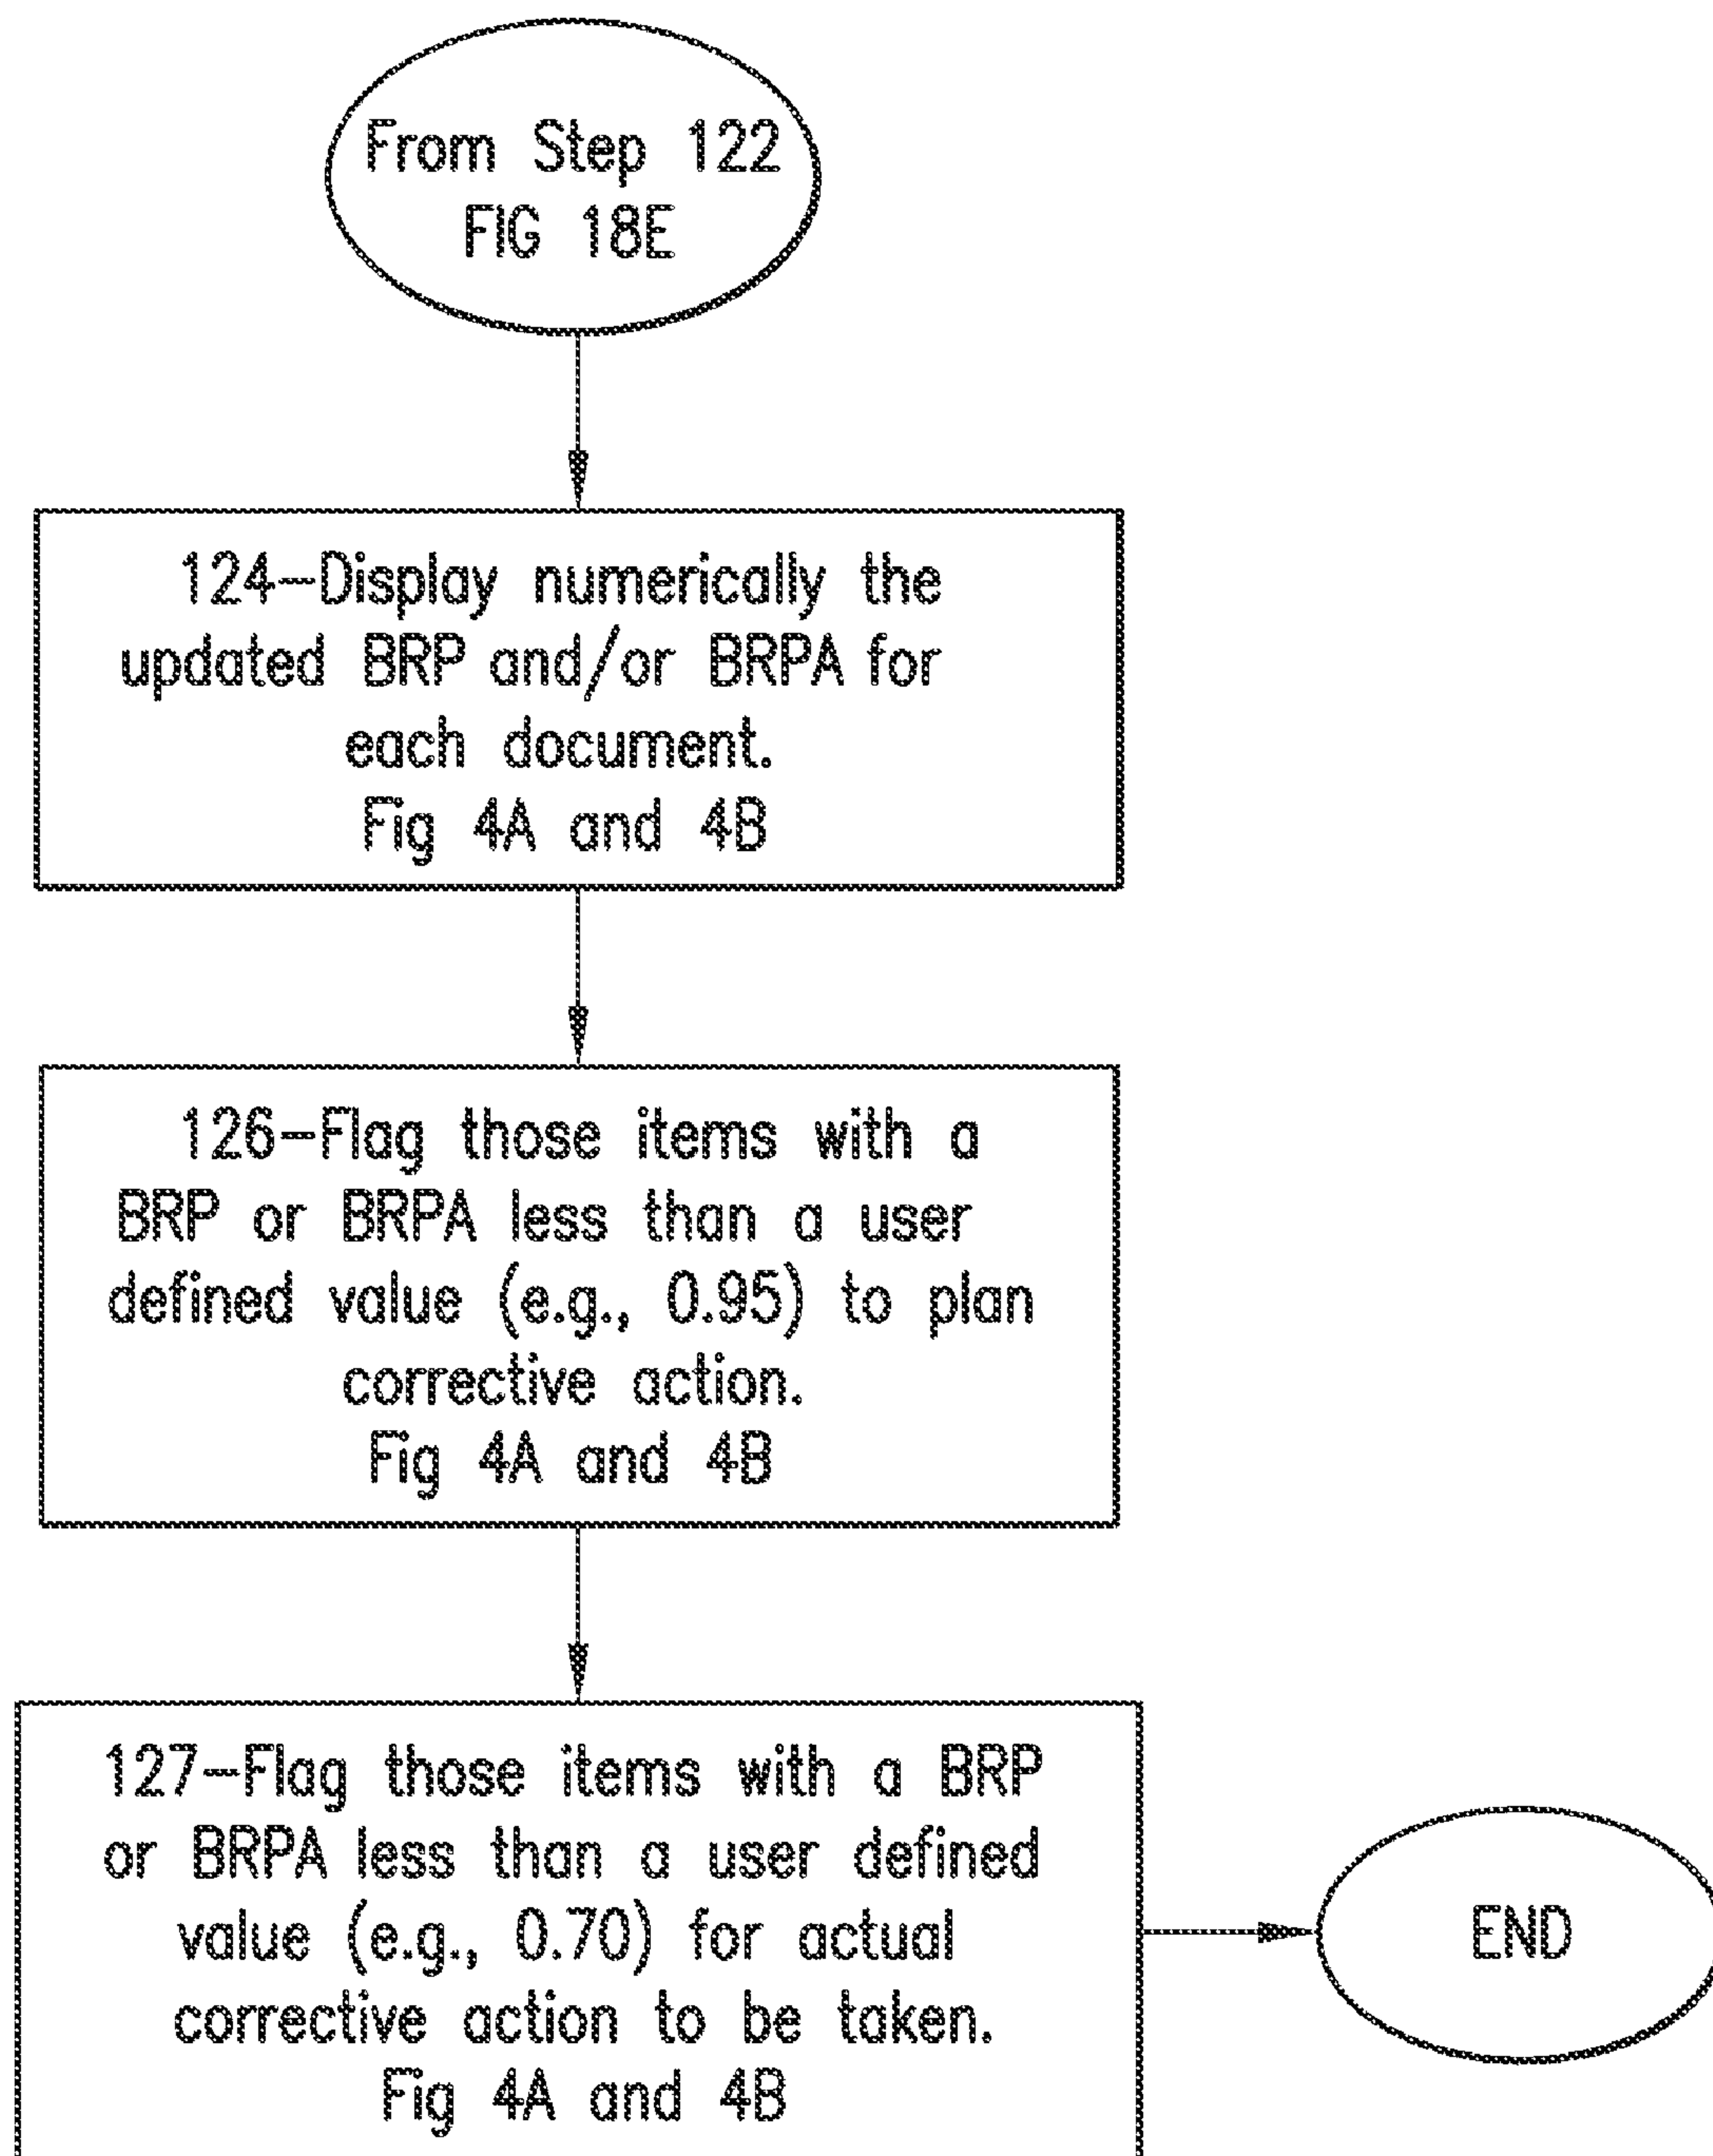 From Step 122
FIG 18E
124-Display numerically the
updated BRP and/or BRPA for
each document.
Fig 4A and 4B
126-Flag those items with a
BRP or BRPA less than a user
defined value (e.g., 0.95) to plan
corrective action.
Fig 4A and 4B
127-Flag those items with a BRP
or BRPA less than a user defined
value (e.g., 0.70) for actual
corrective action to be taken.
Fig 4A and 4B
END